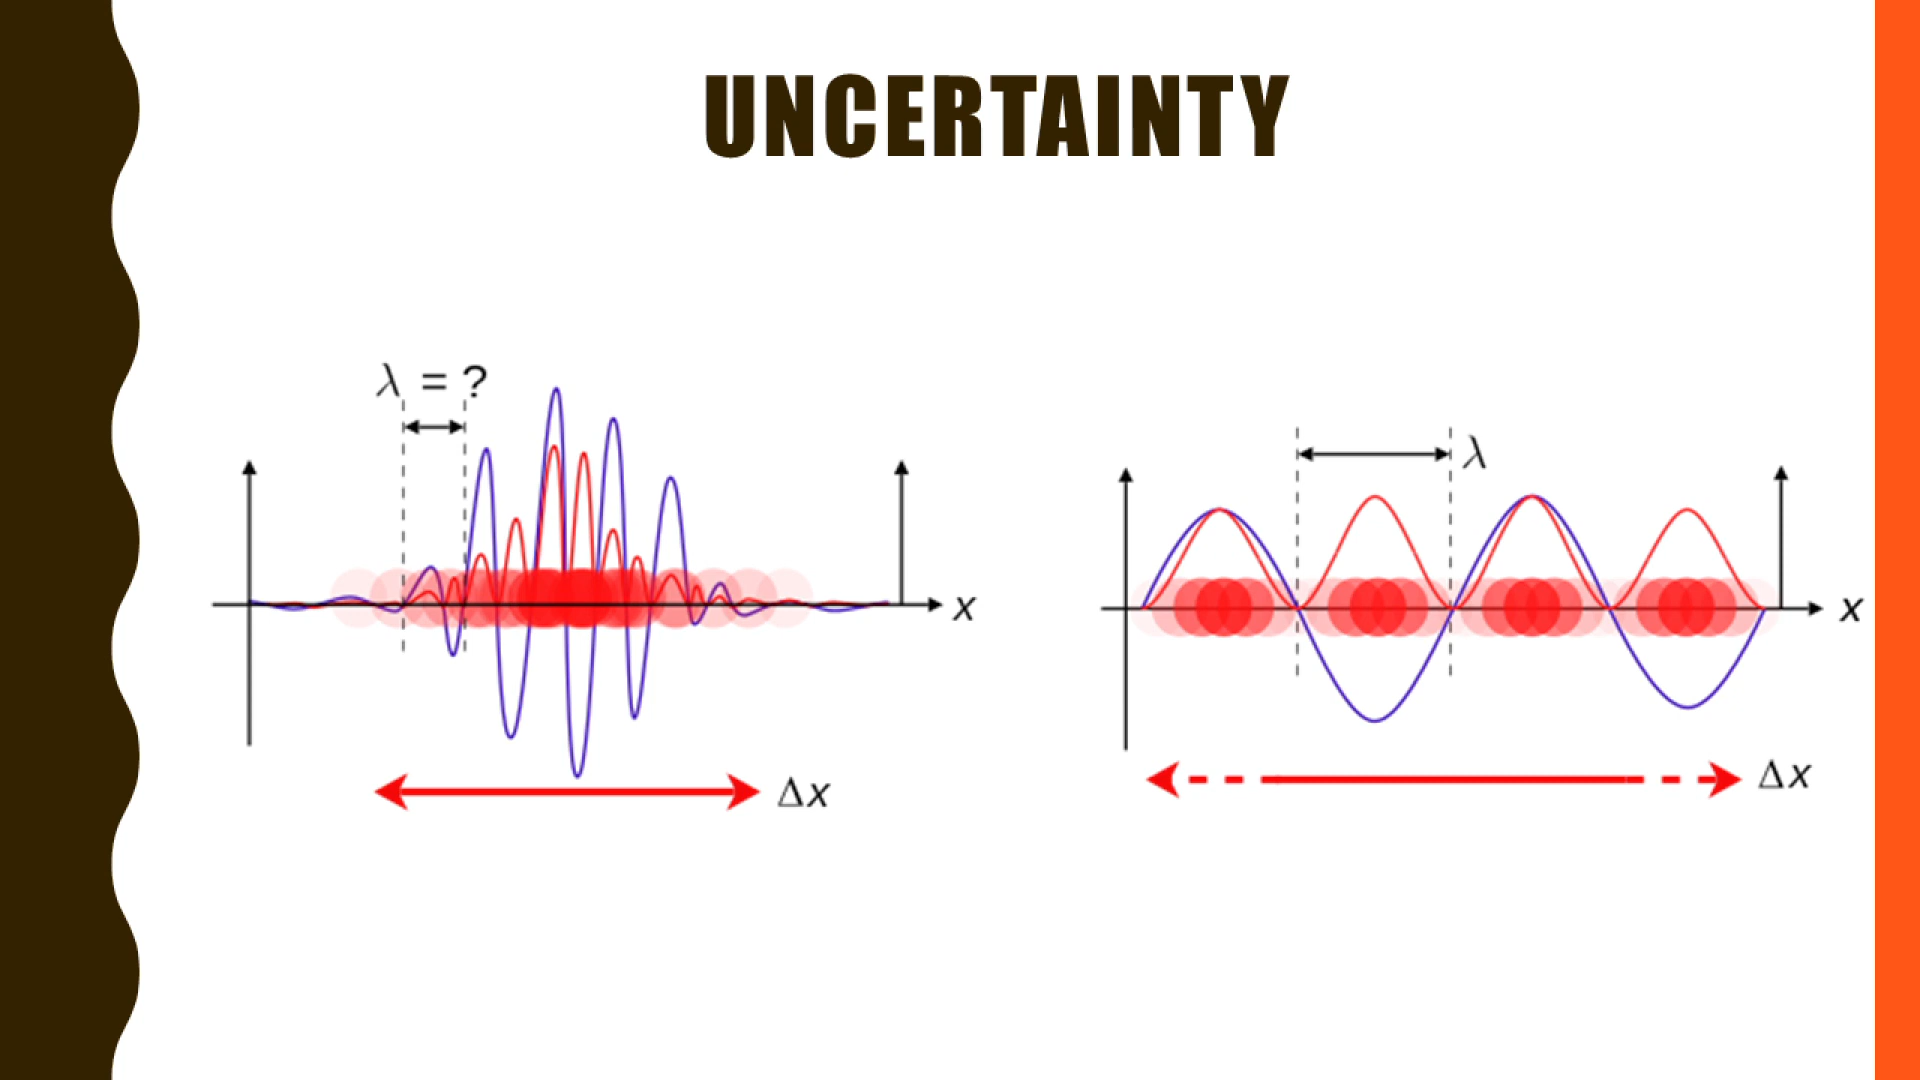 UNCERTAINTY
λ = ?
x
Δx
λ
x
Δx